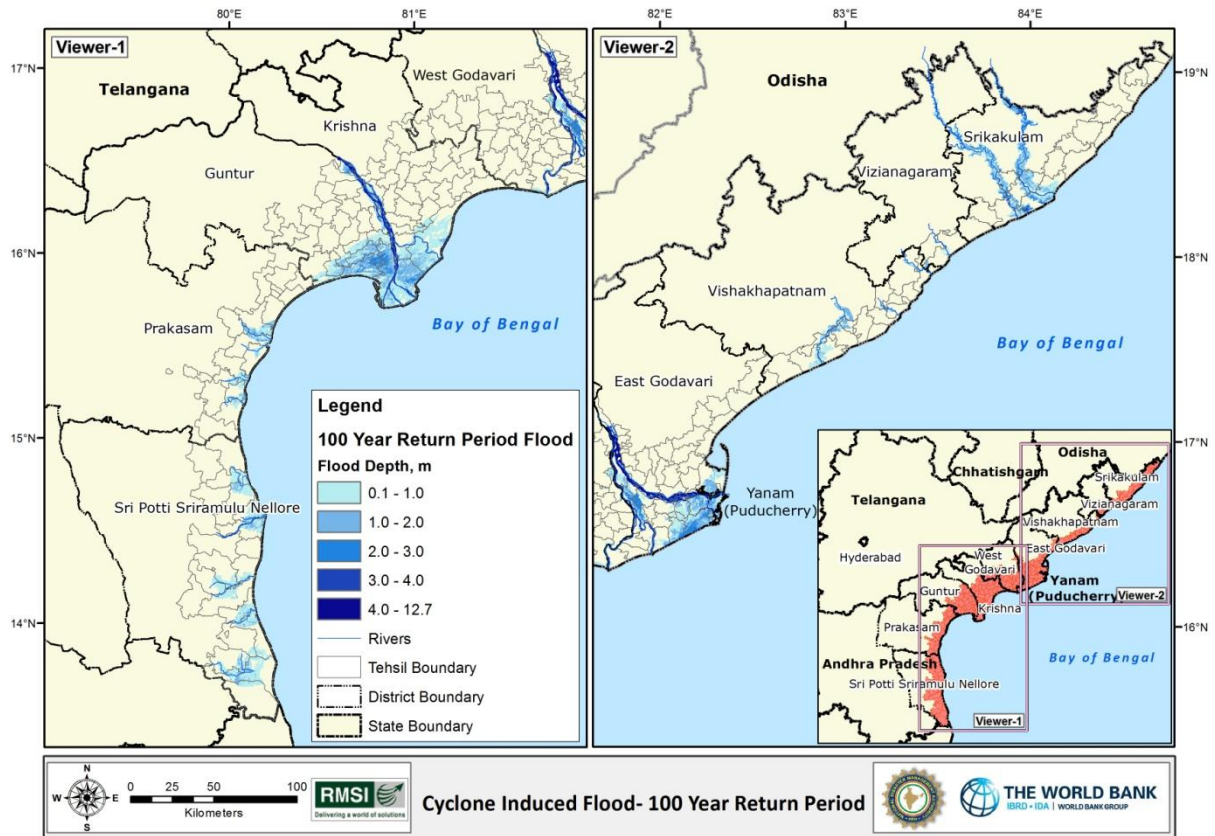 80°E
81°E
Viewer-1
17°N
16°N
15°N
14°N
Telangana
West Godavari
Krishna
Guntur
Prakasam
Bay of Bengal
Sri Potti Sriramulu Nellore
Legend
100 Year Return Period Flood
Flood Depth, m
0.1 - 1.0
1.0 - 2.0
2.0 - 3.0
3.0 - 4.0
4.0 - 12.7
Rivers
Tehsil Boundary
District Boundary
State Boundary
82°E
83°E
84°E
Viewer-2
19°N
18°N
17°N
16°N
Odisha
Srikakulam
Vizianagaram
Vishakhapatnam
Bay of Bengal
East Godavari
Yanam
(Puducherry)
Odisha
Chhatishgarh
Srikakulam
Telangana
Vizianagaram
Vishakhapatnam
Hyderabad
East Godavari
West
Godavari
Yanam
(Puducherry)
Viewer-2
Guntur
Krishna
Prakasam
Andhra Pradesh
Bay of Bengal
Sri Potti Sriramulu Nellore
Viewer-1
N
W
E
S
0 25 50 100
Kilometers
RMSI
Delivering a world of solutions
Cyclone Induced Flood- 100 Year Return Period
THE WORLD BANK
IBRD • IDA | WORLD BANK GROUP